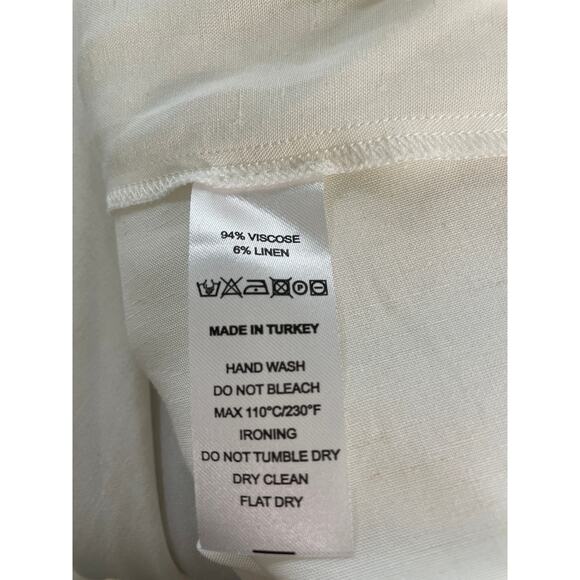 94% VISCOSE
6% LINEN
MADE IN TURKEY
HAND WASH
DO NOT BLEACH
MAX 110°C/230°F
IRONING
DO NOT TUMBLE DRY
DRY CLEAN
FLAT DRY